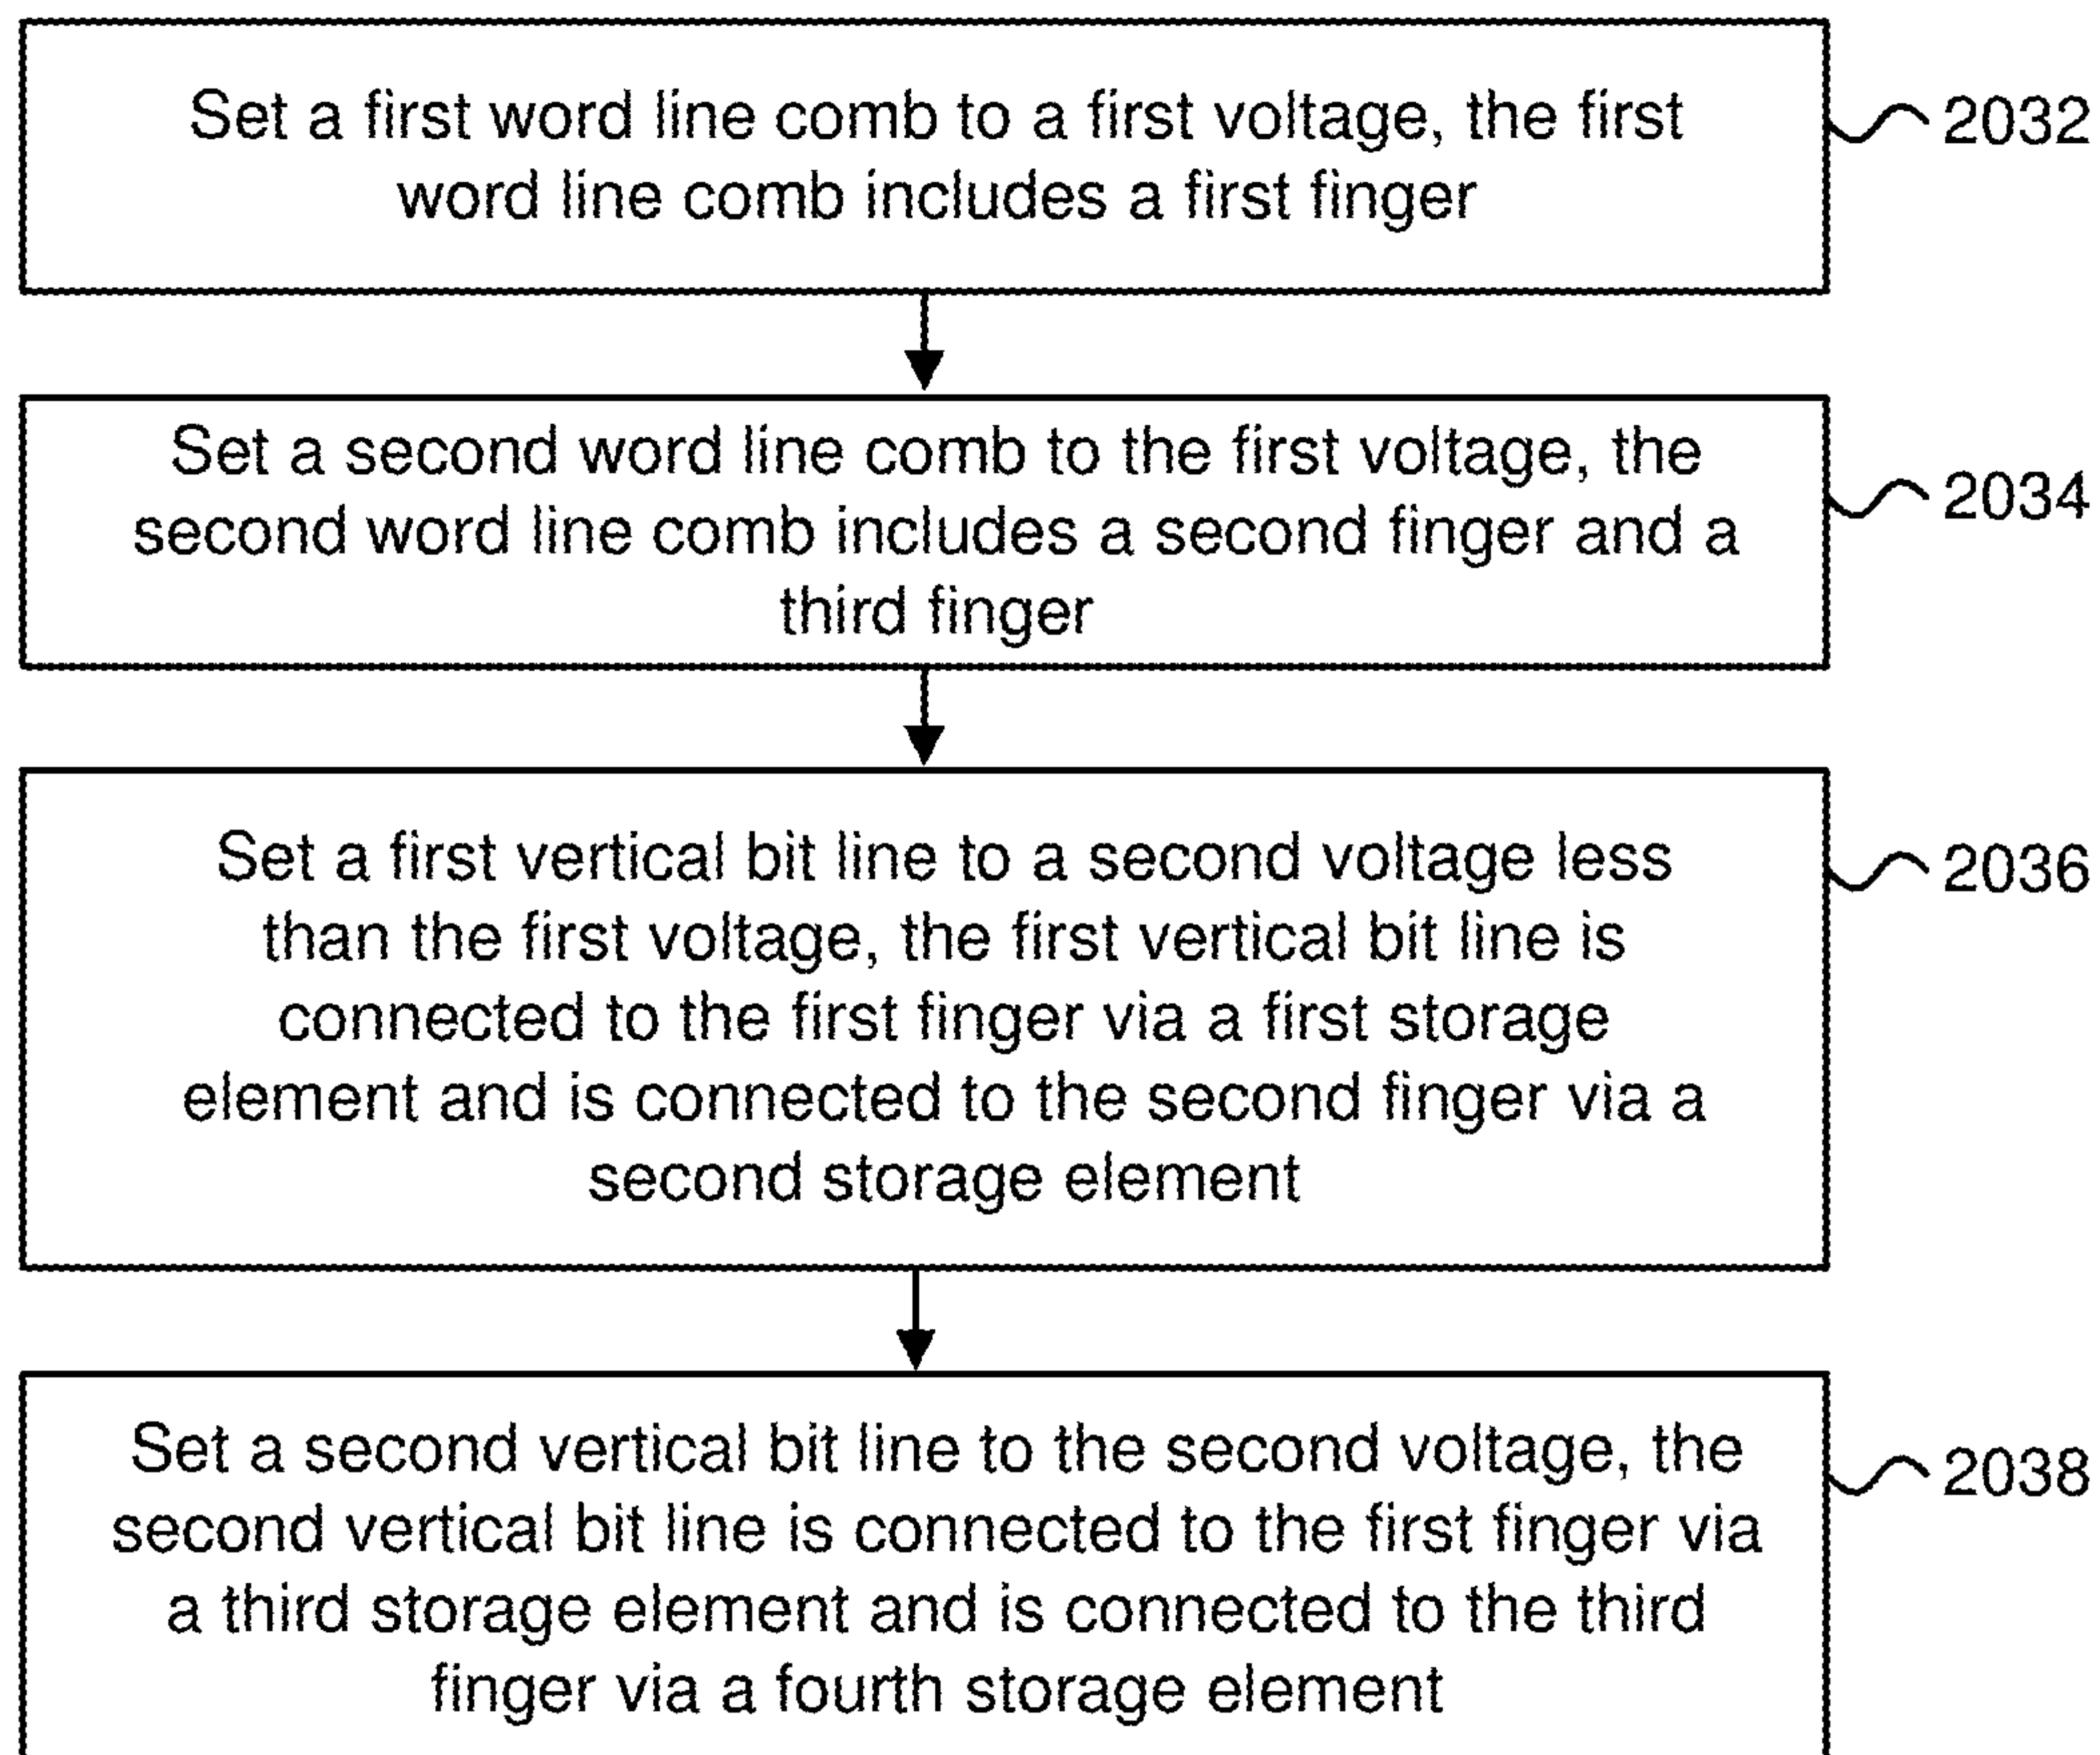 Set a first word line comb to a first voltage, the first
word line comb includes a first finger
2032
Set a second word line comb to the first voltage, the
second word line comb includes a second finger and a
third finger
2034
Set a first vertical bit line to a second voltage less
than the first voltage, the first vertical bit line is
connected to the first finger via a first storage
element and is connected to the second finger via a
second storage element
2036
Set a second vertical bit line to the second voltage, the
second vertical bit line is connected to the first finger via
a third storage element and is connected to the third
finger via a fourth storage element
2038